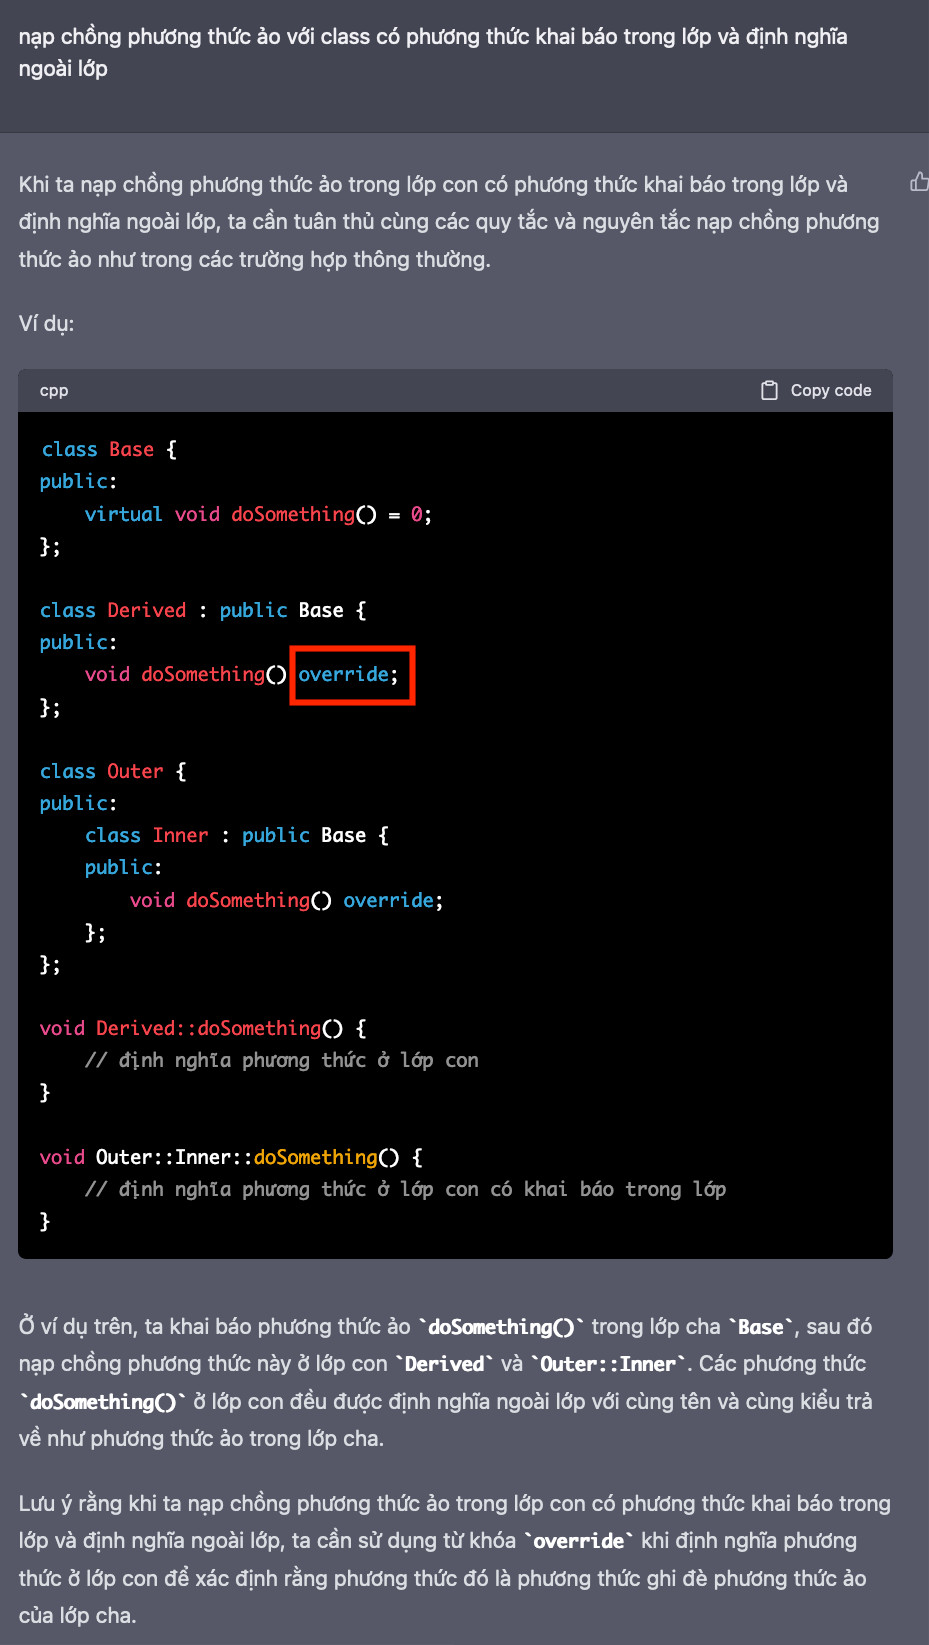 nạp chồng phương thức ảo với class có phương thức khai báo trong lớp và định nghĩa
ngoài lớp
Khi ta nạp chồng phương thức ảo trong lớp con có phương thức khai báo trong lớp và
định nghĩa ngoài lớp, ta cần tuân thủ cùng các quy tắc và nguyên tắc nạp chồng phương
thức ảo như trong các trường hợp thông thường.
Ví dụ:
cpp Copy code
class Base {
public:
    virtual void doSomething() = 0;
};
class Derived : public Base {
public:
    void doSomething() override;
};
class Outer {
public:
    class Inner : public Base {
    public:
        void doSomething() override;
    };
};
void Derived::doSomething() {
    // định nghĩa phương thức ở lớp con
}
void Outer::Inner::doSomething() {
    // định nghĩa phương thức ở lớp con có khai báo trong lớp
}
Ở ví dụ trên, ta khai báo phương thức ảo `doSomething()` trong lớp cha `Base`, sau đó
nạp chồng phương thức này ở lớp con `Derived` và `Outer::Inner`. Các phương thức
`doSomething()` ở lớp con đều được định nghĩa ngoài lớp với cùng tên và cùng kiểu trả
về như phương thức ảo trong lớp cha.
Lưu ý rằng khi ta nạp chồng phương thức ảo trong lớp con có phương thức khai báo trong
lớp và định nghĩa ngoài lớp, ta cần sử dụng từ khóa `override` khi định nghĩa phương
thức ở lớp con để xác định rằng phương thức đó là phương thức ghi đè phương thức ảo
của lớp cha.